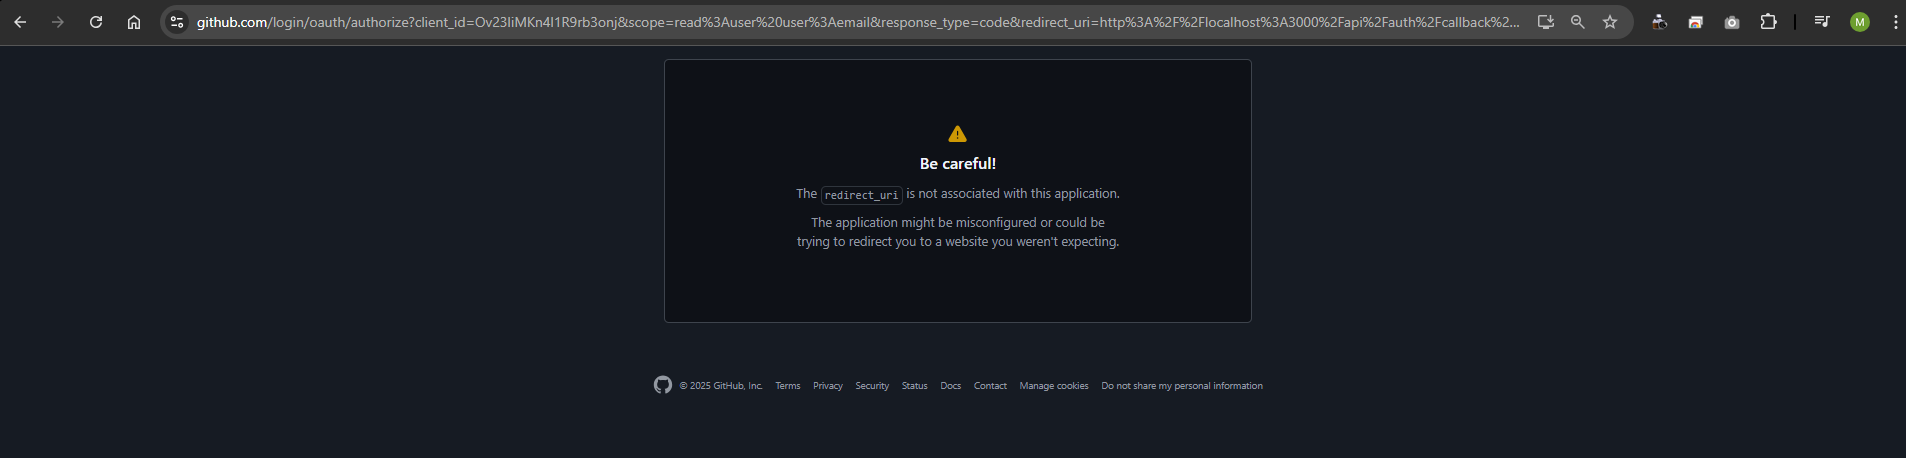 github.com/login/oauth/authorize?client_id=Ov23liMKn4I1R9rb3onj&scope=read%3Auser%20user%3Aemail&response_type=code&redirect_uri=http%3A%2F%2Flocalhost%3A3000%2Fapi%2Fauth%2Fcallback%2...
M
Be careful!
The redirect_uri is not associated with this application.
The application might be misconfigured or could be
trying to redirect you to a website you weren't expecting.
© 2025 GitHub, Inc. Terms Privacy Security Status Docs Contact Manage cookies Do not share my personal information